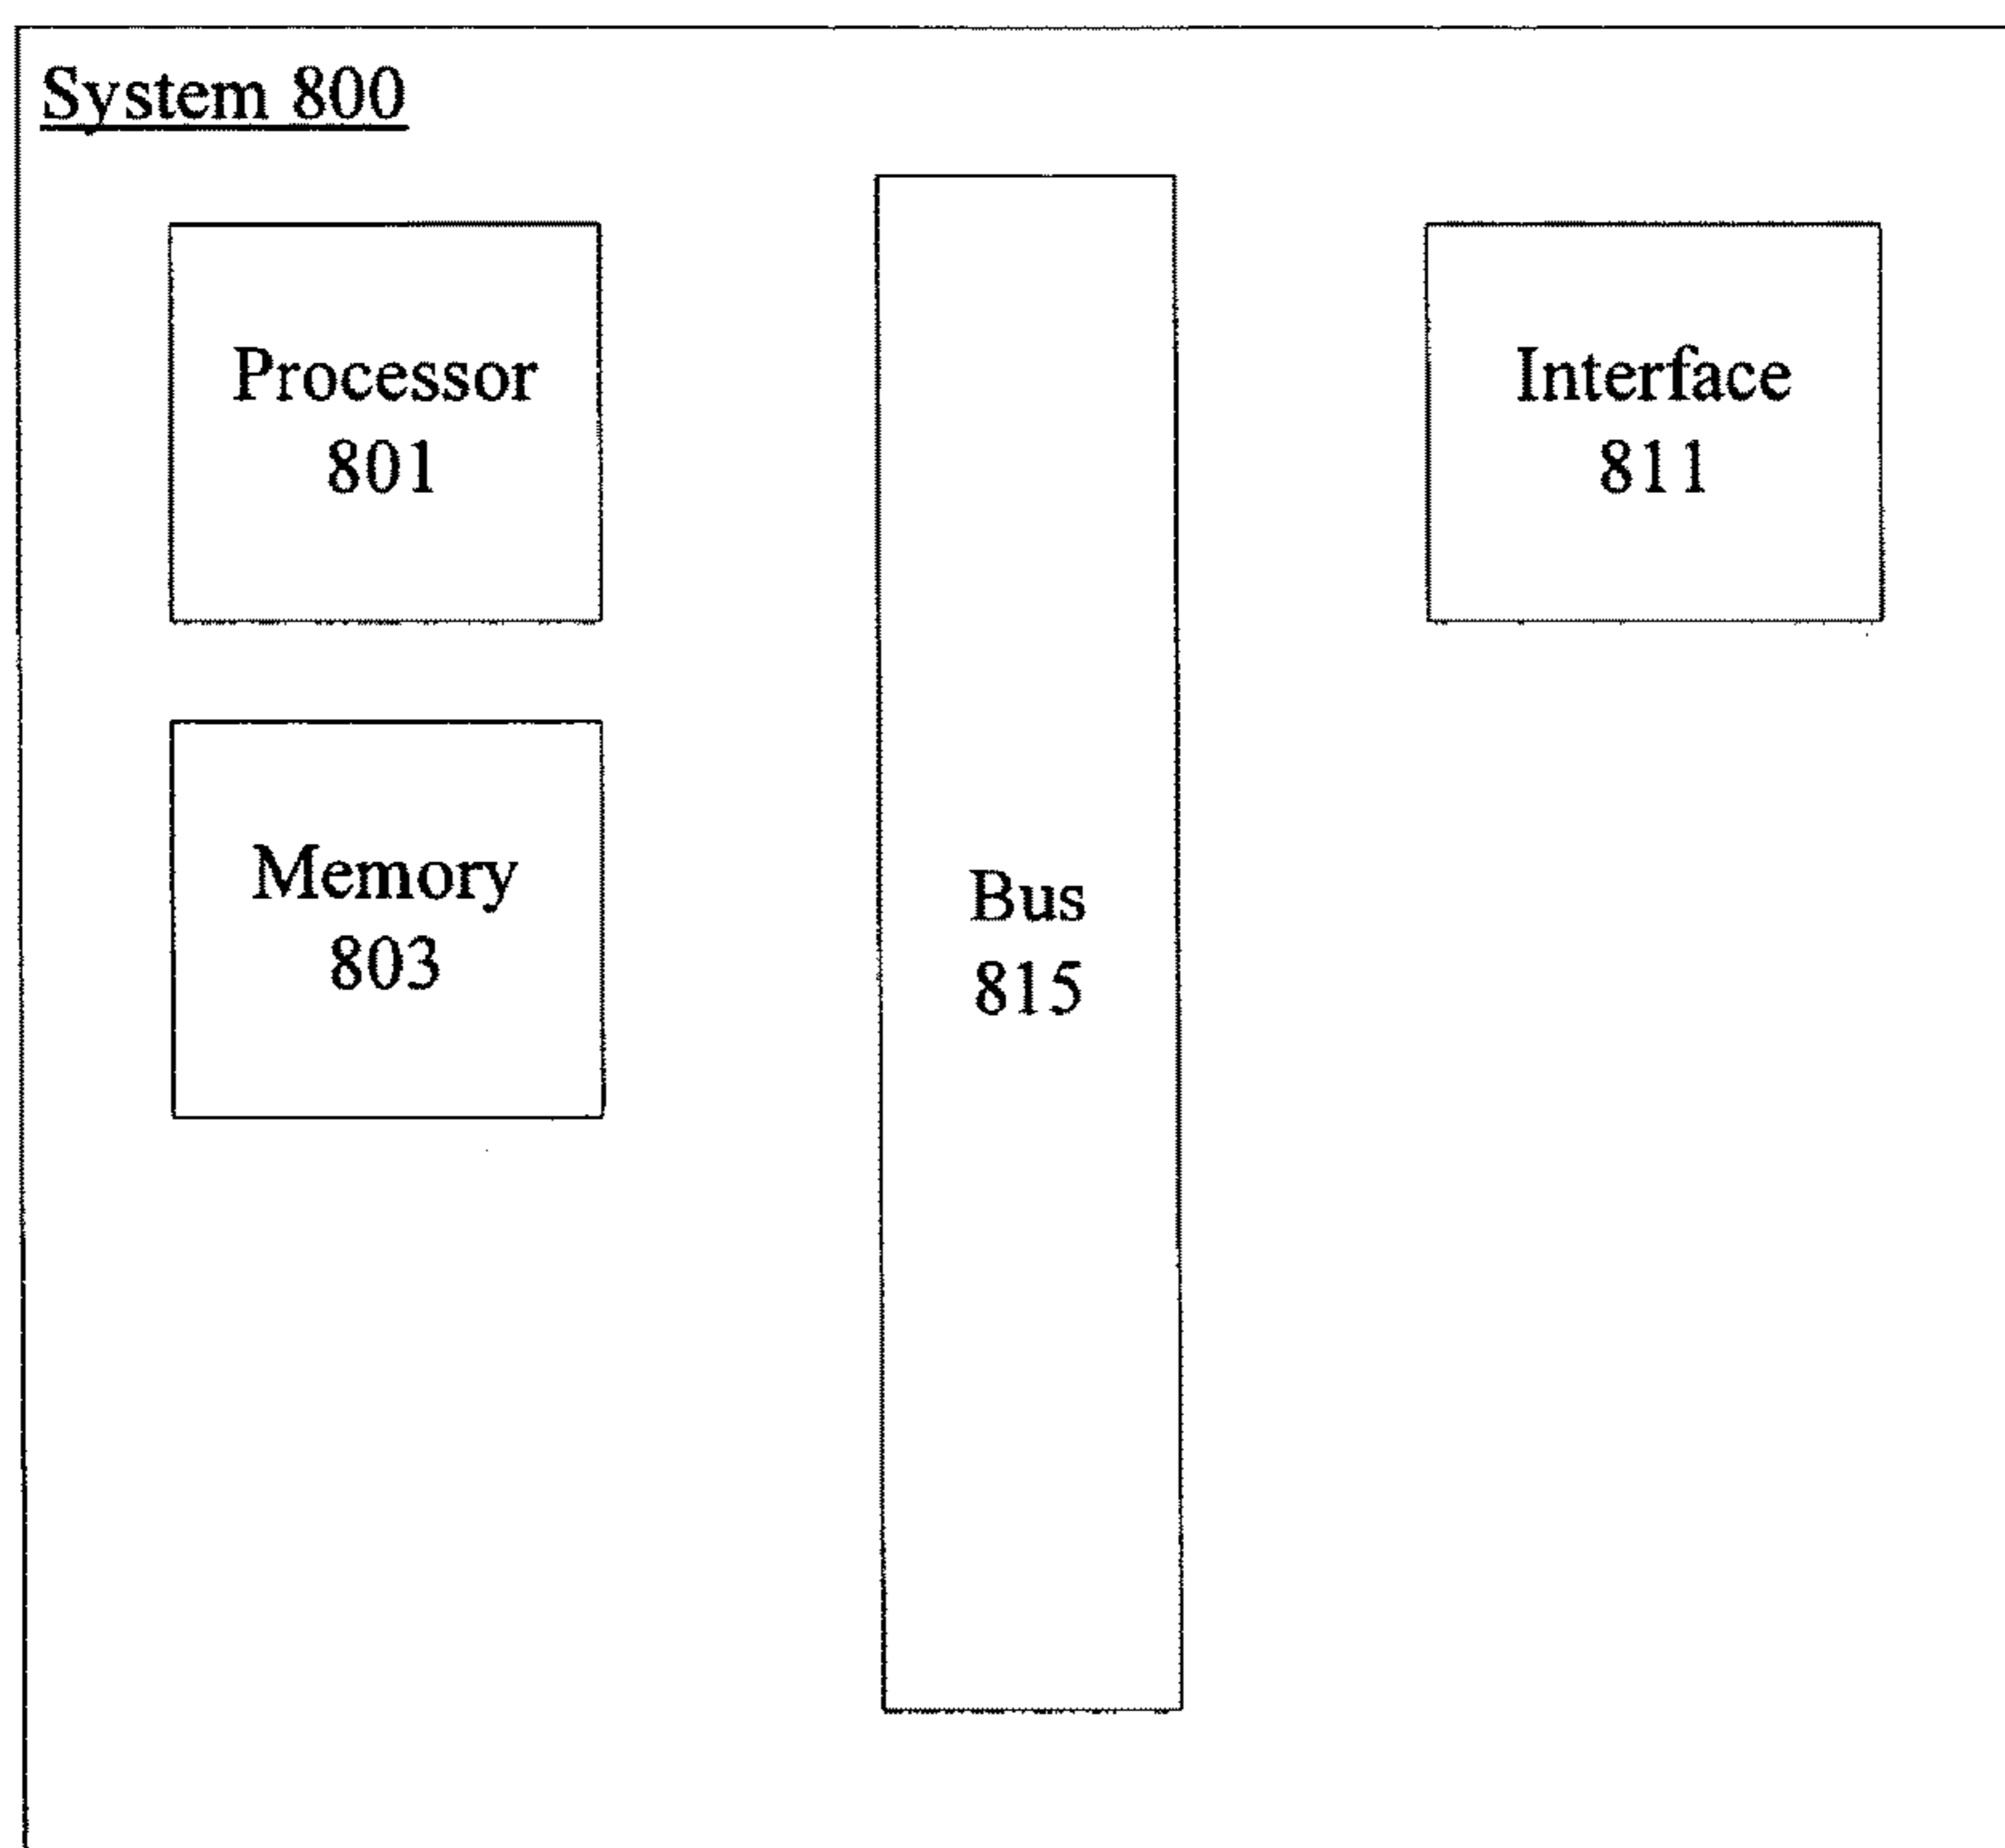 System 800
Processor
801
Interface
811
Memory
803
Bus
815